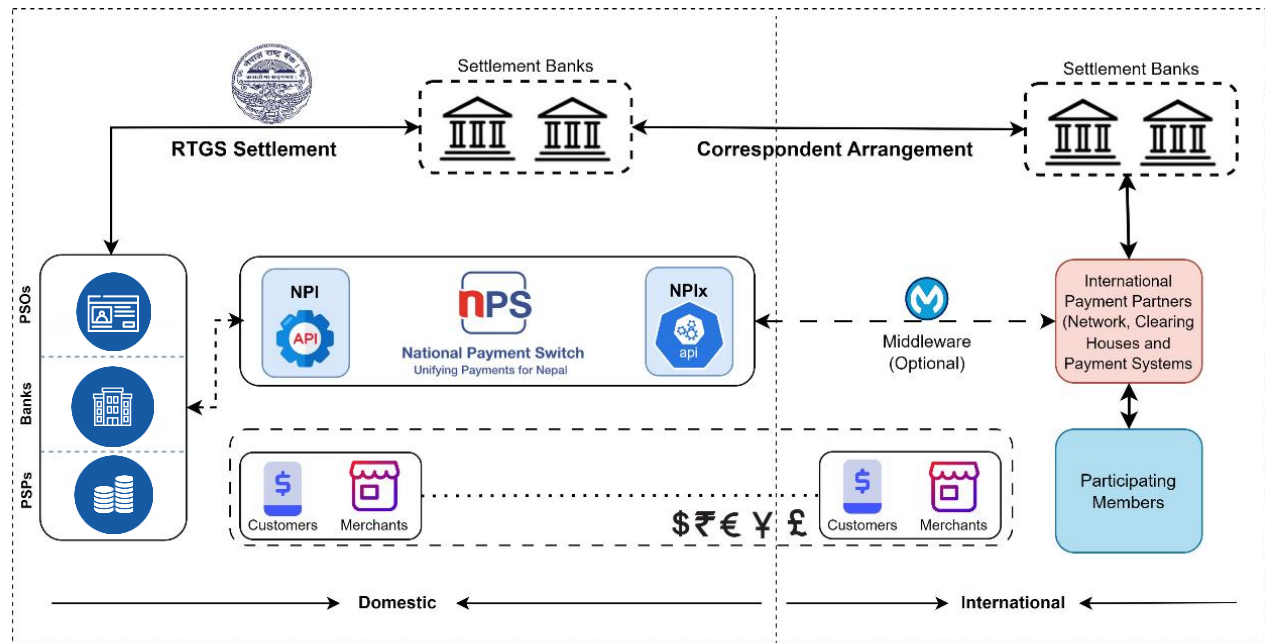 नेपाल राष्ट्र बैंक
Settlement Banks
Settlement Banks
RTGS Settlement
Correspondent Arrangement
PSOs
Banks
PSPs
NPI
API
nPS
National Payment Switch
Unifying Payments for Nepal
NPIx
api
Middleware
(Optional)
International
Payment Partners
(Network, Clearing
Houses and
Payment Systems
Participating
Members
$
Customers
Merchants
$₹€ ¥ £
$
Customers
Merchants
Domestic
International